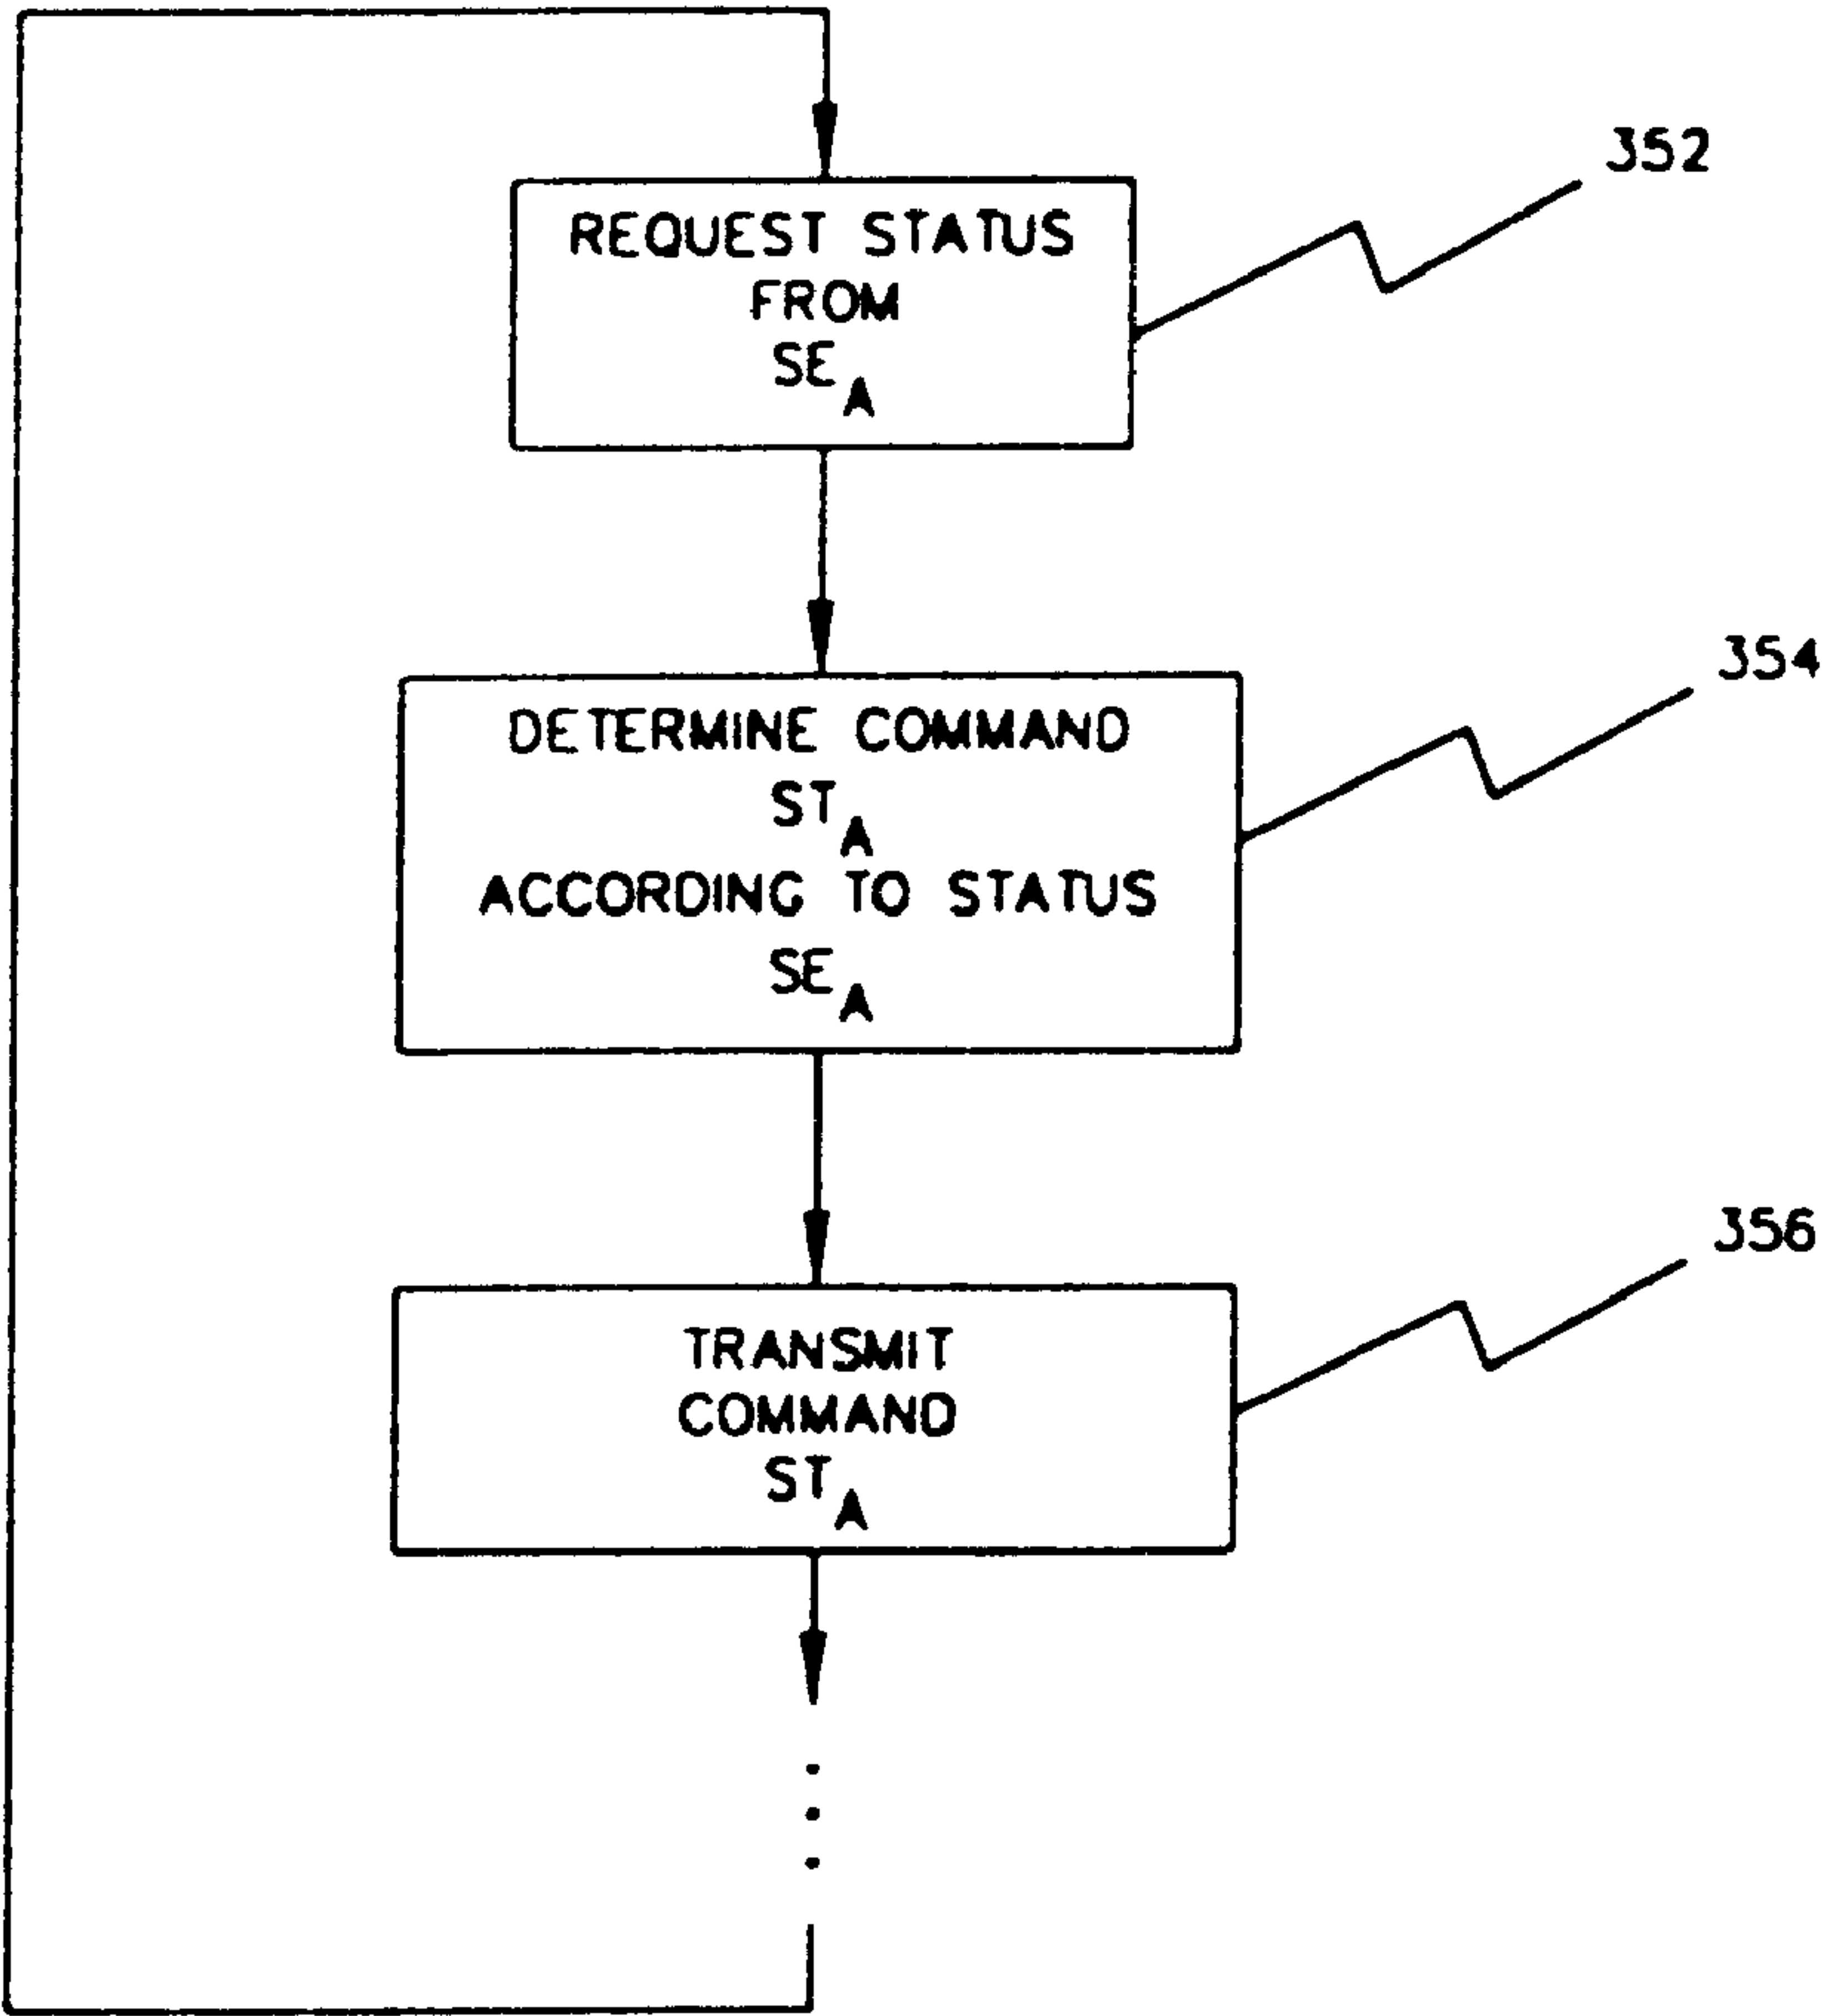 352
REQUEST STATUS
FROM
SE A
354
DETERMINE COMMAND
ST A
ACCORDING TO STATUS
SE A
356
TRANSMIT
COMMAND
ST A